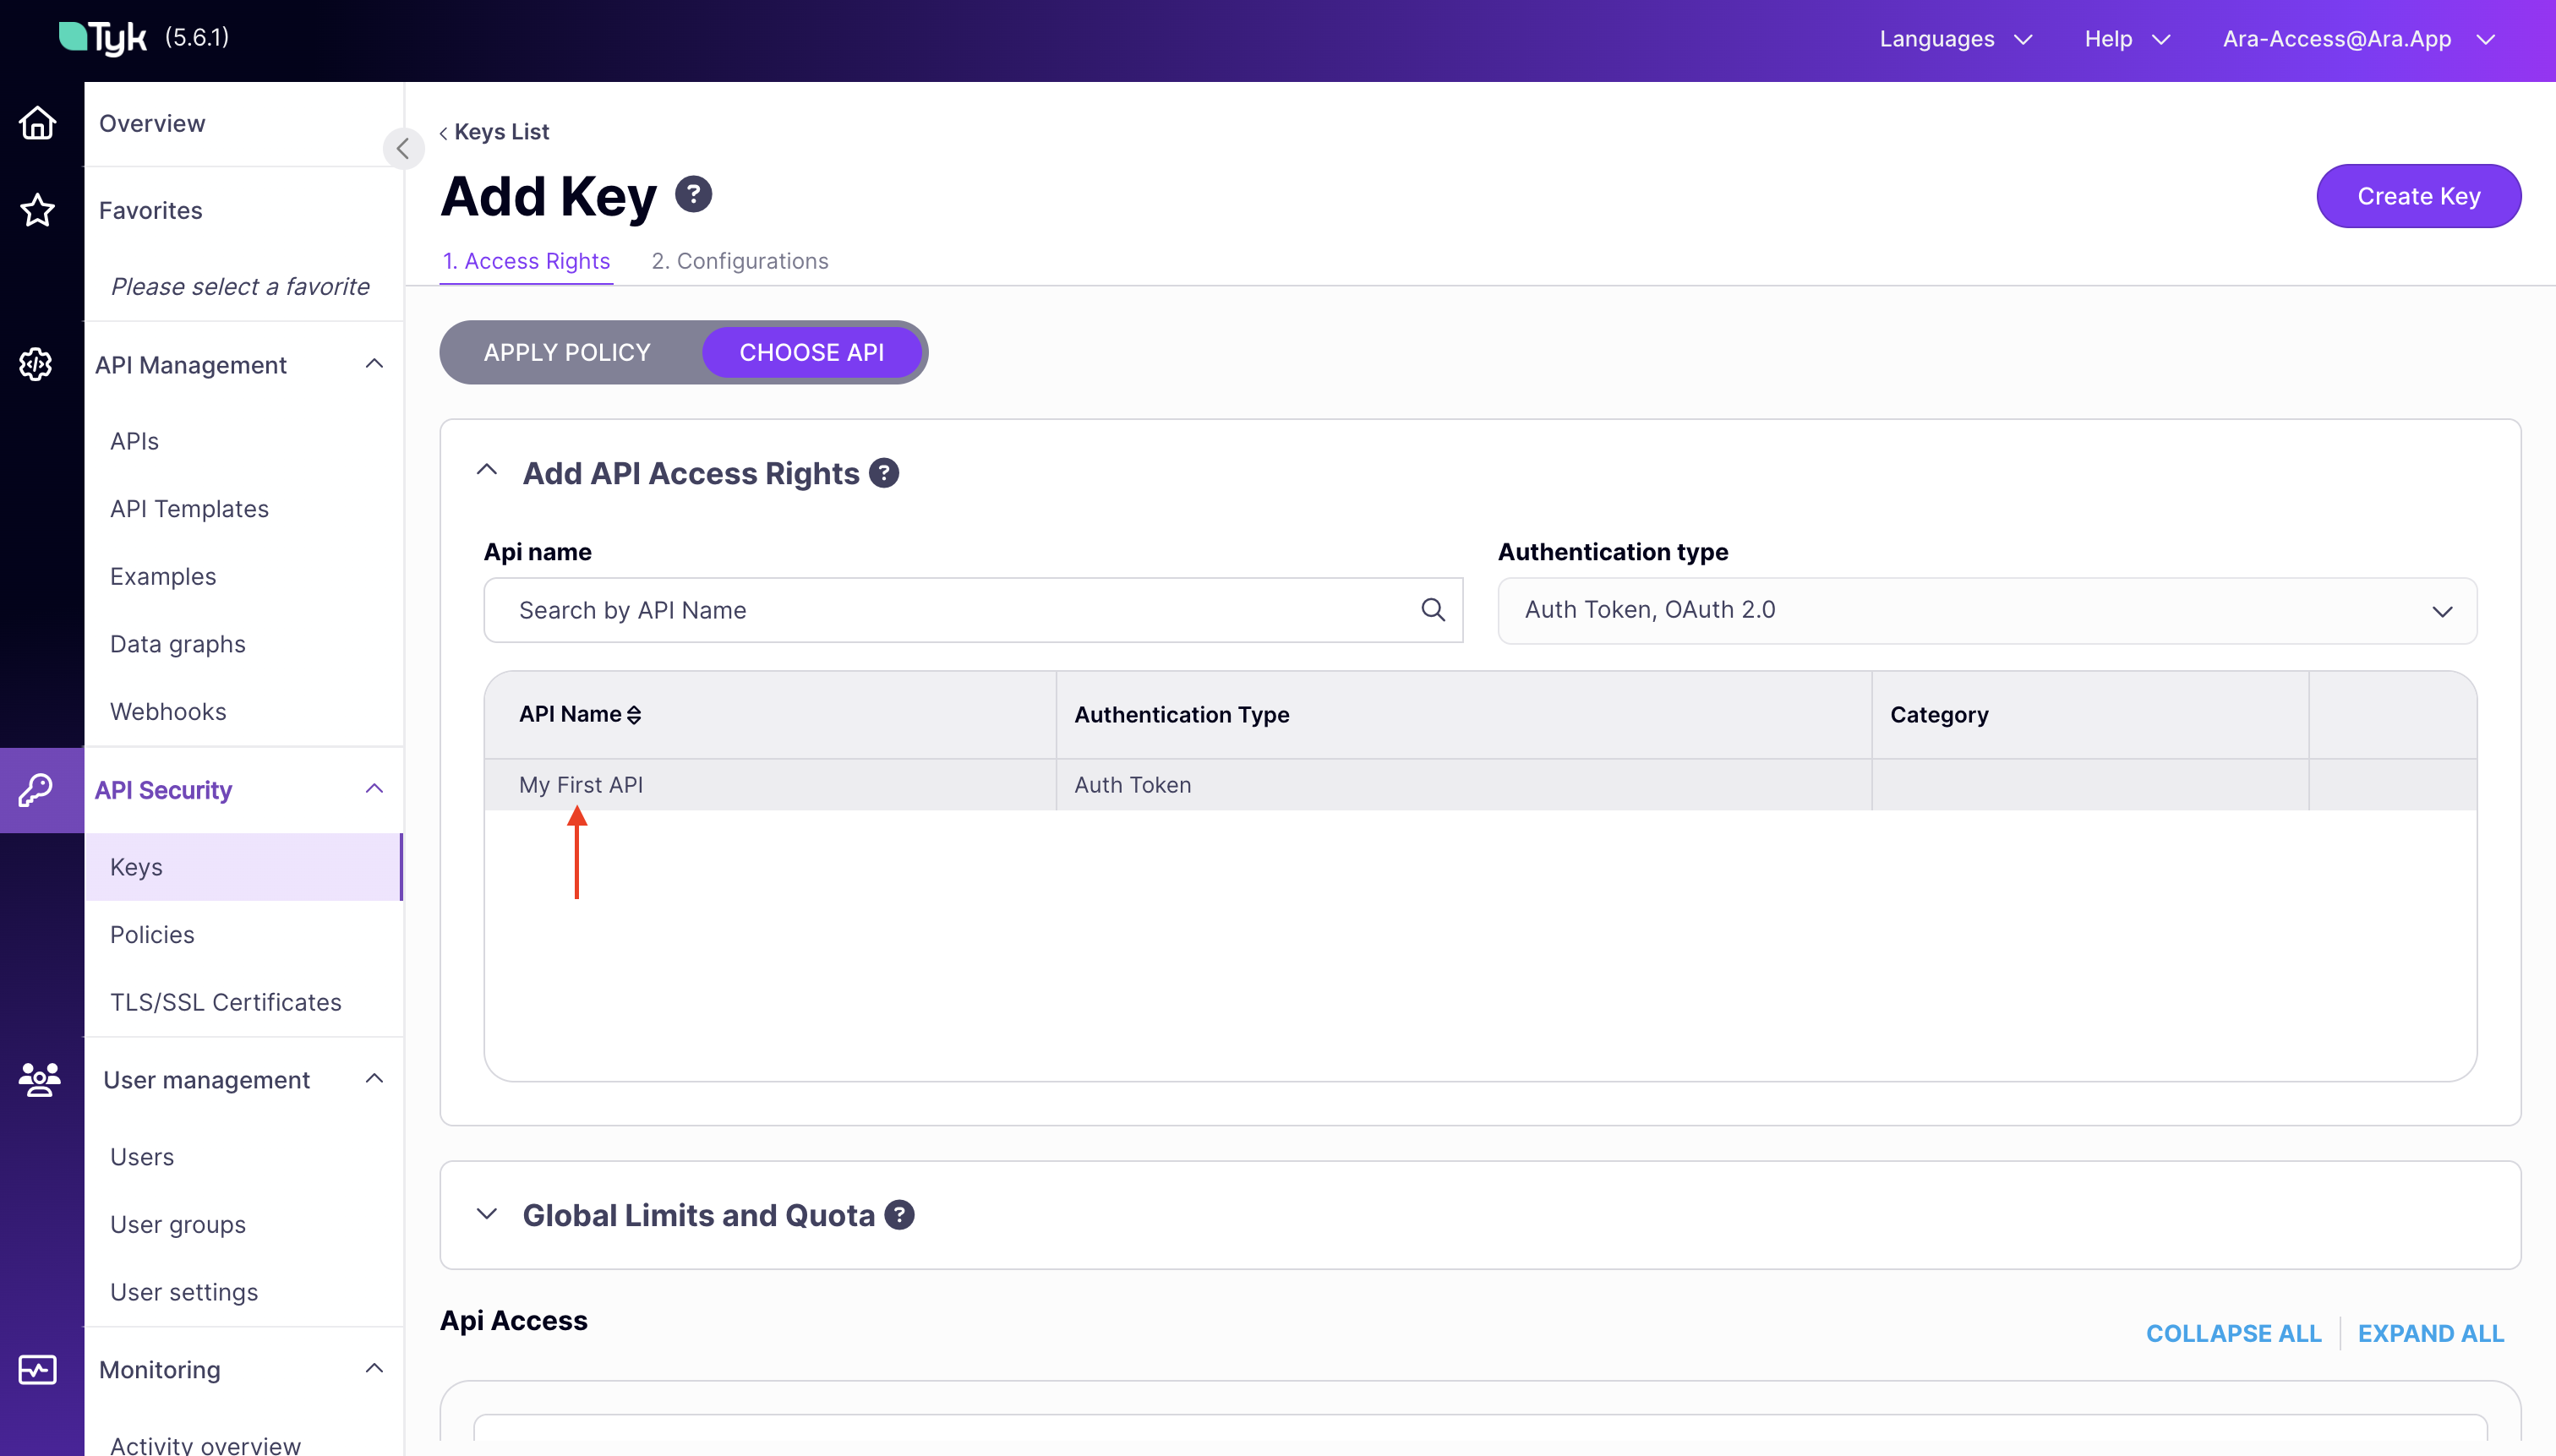 Tyk (5.6.1)
Languages
Help
Ara-Access@Ara.App
Overview
Favorites
Please select a favorite
API Management
APIs
API Templates
Examples
Data graphs
Webhooks
API Security
Keys
Policies
TLS/SSL Certificates
User management
Users
User groups
User settings
Monitoring
Activity overview
Keys List
Add Key ?
Create Key
1. Access Rights
2. Configurations
APPLY POLICY
CHOOSE API
Add API Access Rights ?
Api name
Authentication type
Search by API Name
Auth Token, OAuth 2.0
API Name
Authentication Type
Category
My First API
Auth Token
Global Limits and Quota ?
Api Access
COLLAPSE ALL
EXPAND ALL